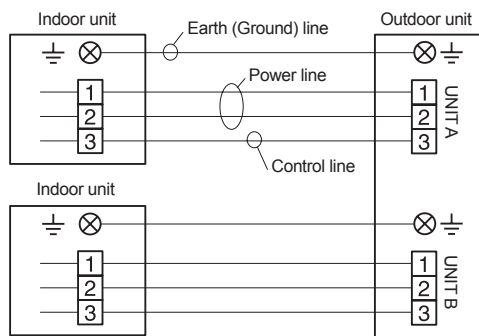 Indoor unit
Outdoor unit
Earth (Ground) line
Power line
1
1
2
2
3
3
UNIT A
Control line
Indoor unit
1
1
2
2
3
3
UNIT B